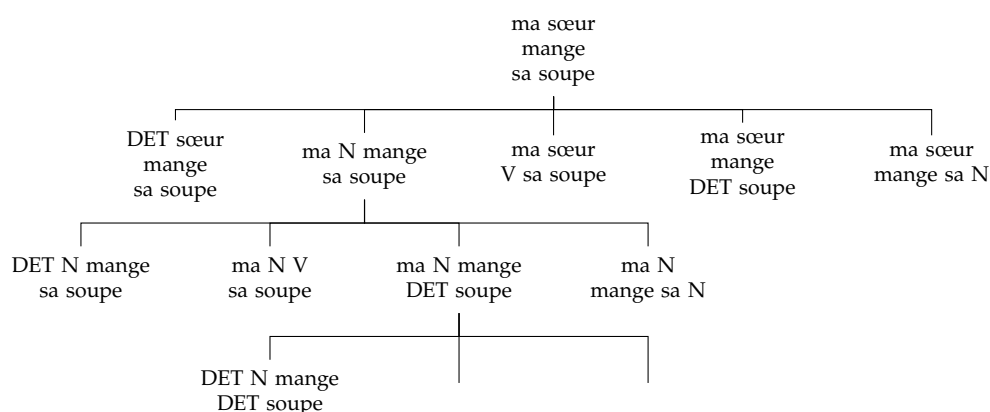 ma sœur
mange
sa soupe
DET sœur
mange
sa soupe
ma N mange
sa soupe
ma sœur
V sa soupe
ma sœur
mange
DET soupe
ma sœur
mange sa N
DET N mange
sa soupe
ma N V
sa soupe
ma N mange
DET soupe
ma N
mange sa N
DET N mange
DET soupe